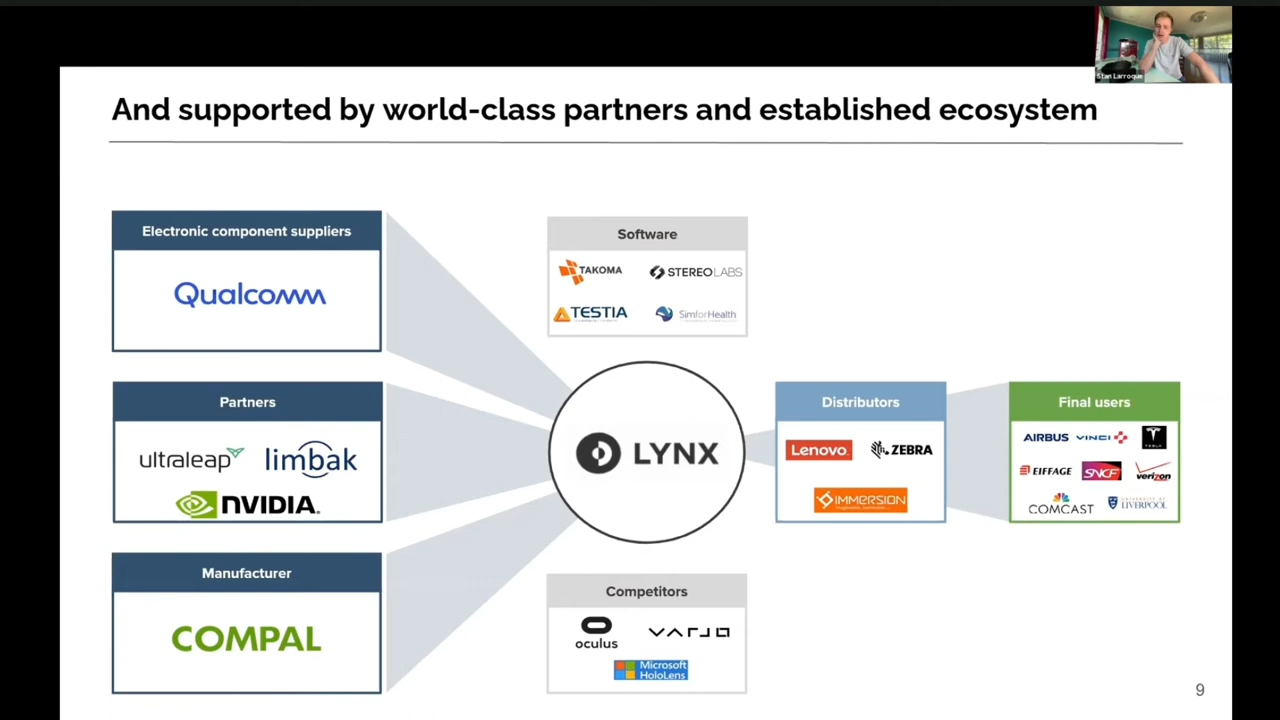 Stan Larroque
And supported by world-class partners and established ecosystem
Electronic component suppliers
Qualcomm
Partners
ultraleap limbak
NVIDIA.
Manufacturer
COMPAL
Software
TAKOMA STEREOLABS
TESTIA SimforHealth
LYNX
Competitors
oculus VARJO
Microsoft
HoloLens
Distributors
Lenovo. ZEBRA
IMMERSION
Final users
AIRBUS VINCI TESLA
EIFFAGE SNCF verizon
COMCAST UNIVERSITY OF
LIVERPOOL
9